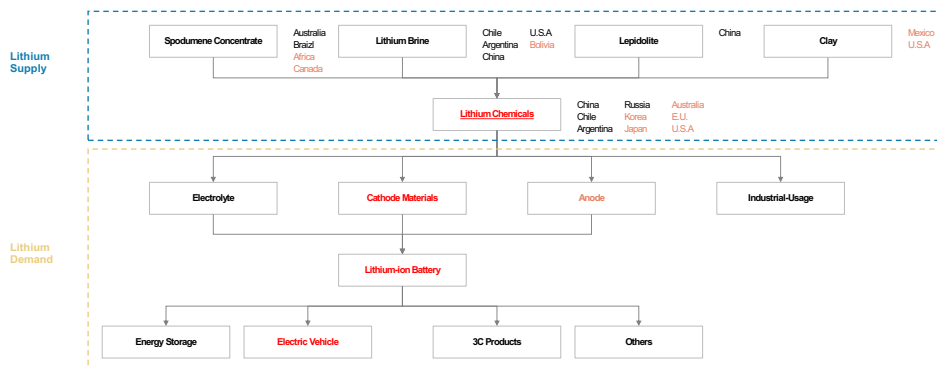 Lithium
Supply
Spodumene Concentrate
Australia
Braizl
Africa
Canada
Lithium Brine
Chile
Argentina
China
U.S.A
Bolivia
Lepidolite
China
Clay
Mexico
U.S.A
Lithium Chemicals
China
Chile
Argentina
Russia
Korea
Japan
Australia
E.U.
U.S.A
Lithium
Demand
Electrolyte
Cathode Materials
Anode
Industrial-Usage
Lithium-ion Battery
Energy Storage
Electric Vehicle
3C Products
Others